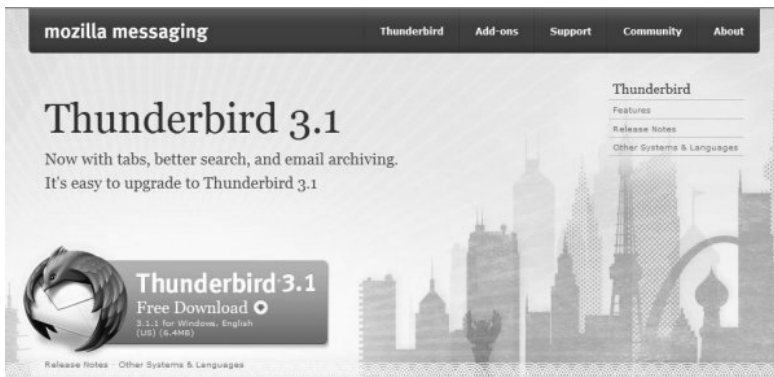 mozilla messaging
Thunderbird Add-ons Support Community About
Thunderbird
Features
Release Notes
Other Systems & Languages
Thunderbird 3.1
Now with tabs, better search, and email archiving.
It's easy to upgrade to Thunderbird 3.1
Thunderbird 3.1
Free Download
3.1.1 for Windows, English
(US) (6.4MB)
Release Notes - Other Systems & Languages